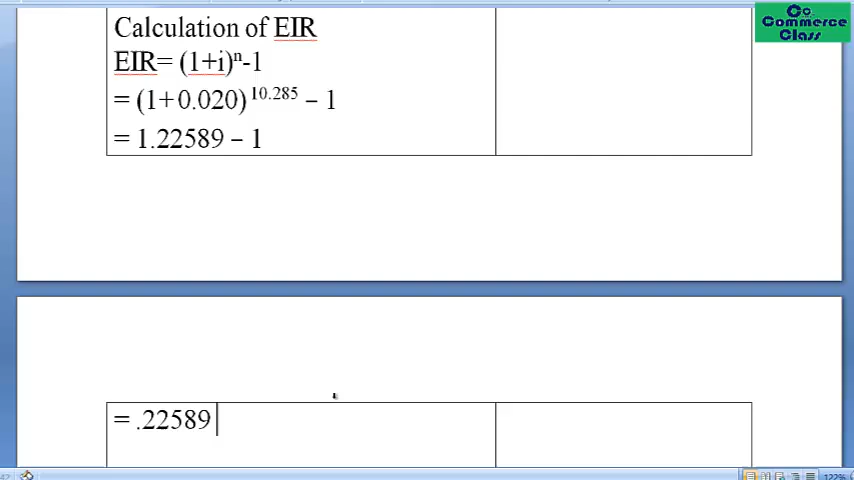 Co
Commerce
Class
Calculation of EIR
EIR= (1+i)ⁿ-1
= (1+0.020)¹⁰·²⁸⁵ – 1
= 1.22589 – 1
= .22589
122%